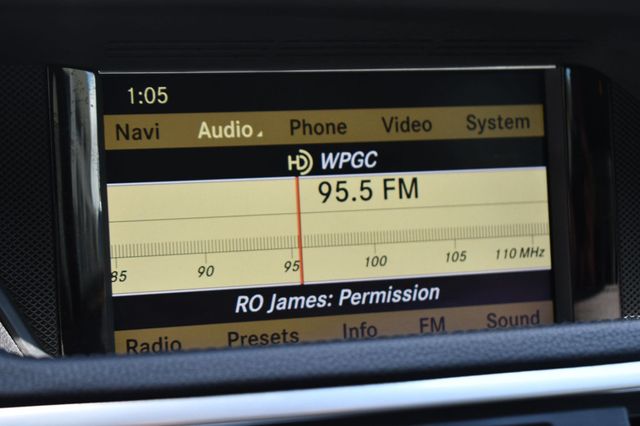 1:05
Navi Audio Phone Video System
HD WPGC
95.5 FM
85 90 95 100 105 110 MHz
RO James: Permission
Radio Presets Info FM Sound